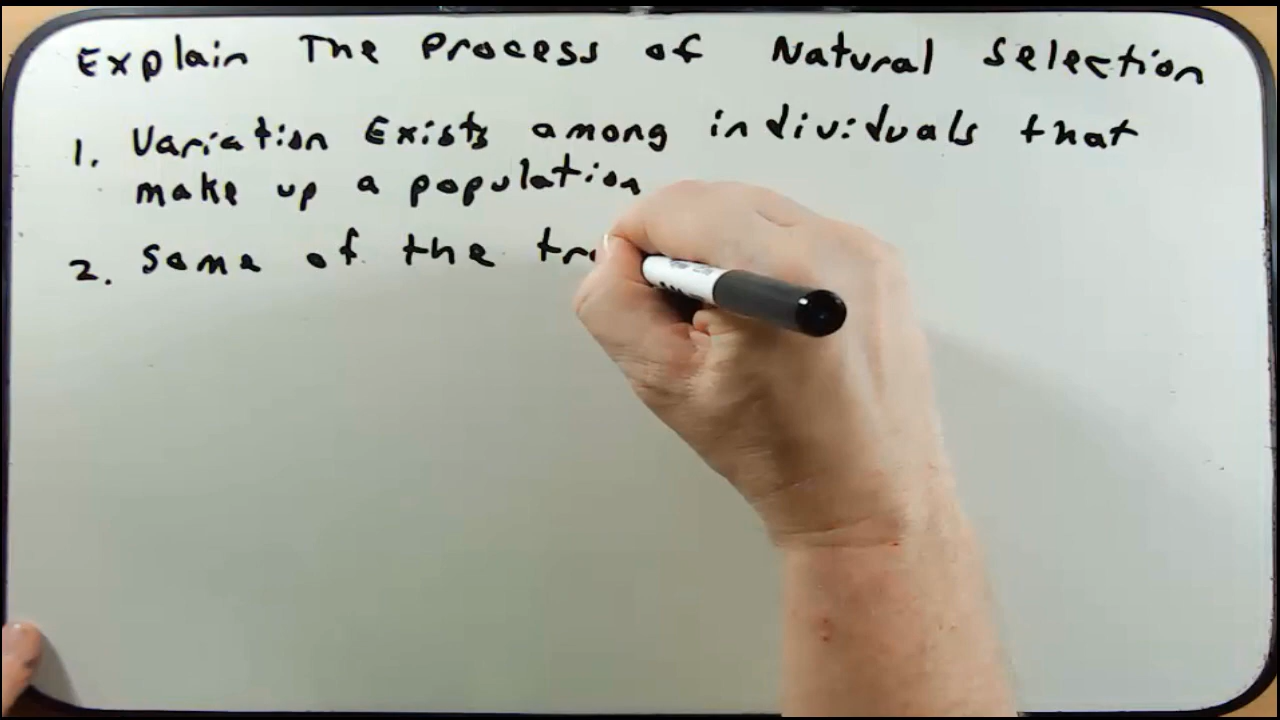 Explain The Process of Natural Selection
1. Variation Exists among individuals that
make up a population
2. Some of the tra